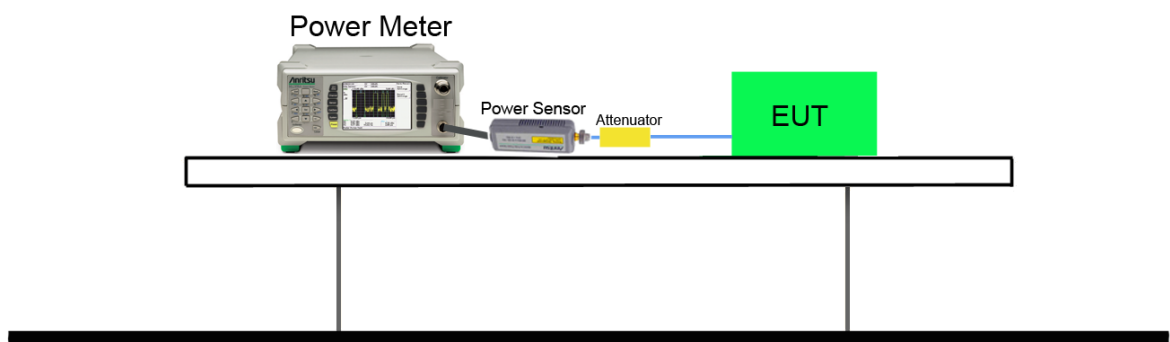 Power Meter
Anritsu
Power Sensor
Attenuator
EUT